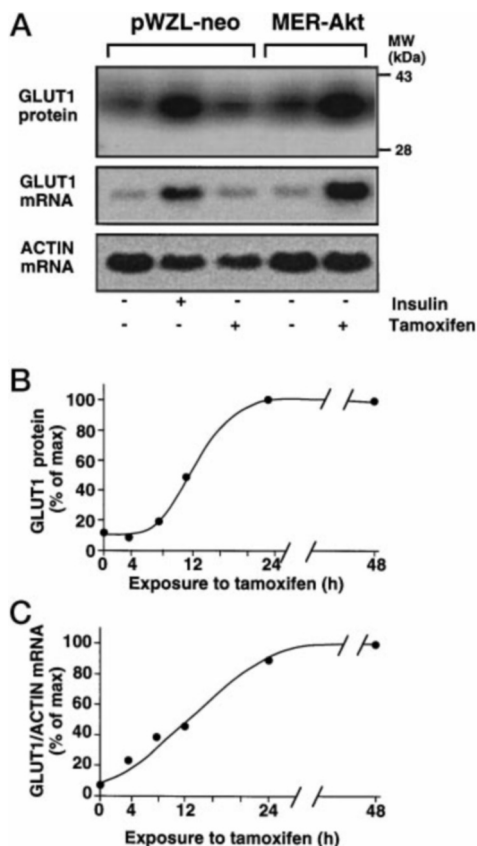 A
pWZL-neo MER-Akt
MW
(kDa)
GLUT1
protein
43
28
GLUT1
mRNA
ACTIN
mRNA
- + - - - Insulin
- - + - + Tamoxifen
B
GLUT1 protein
(% of max)
100
80
60
40
20
0
0 4 12 24 48
Exposure to tamoxifen (h)
C
GLUT1/ACTIN mRNA
(% of max)
100
80
60
40
20
0
0 4 12 24 48
Exposure to tamoxifen (h)